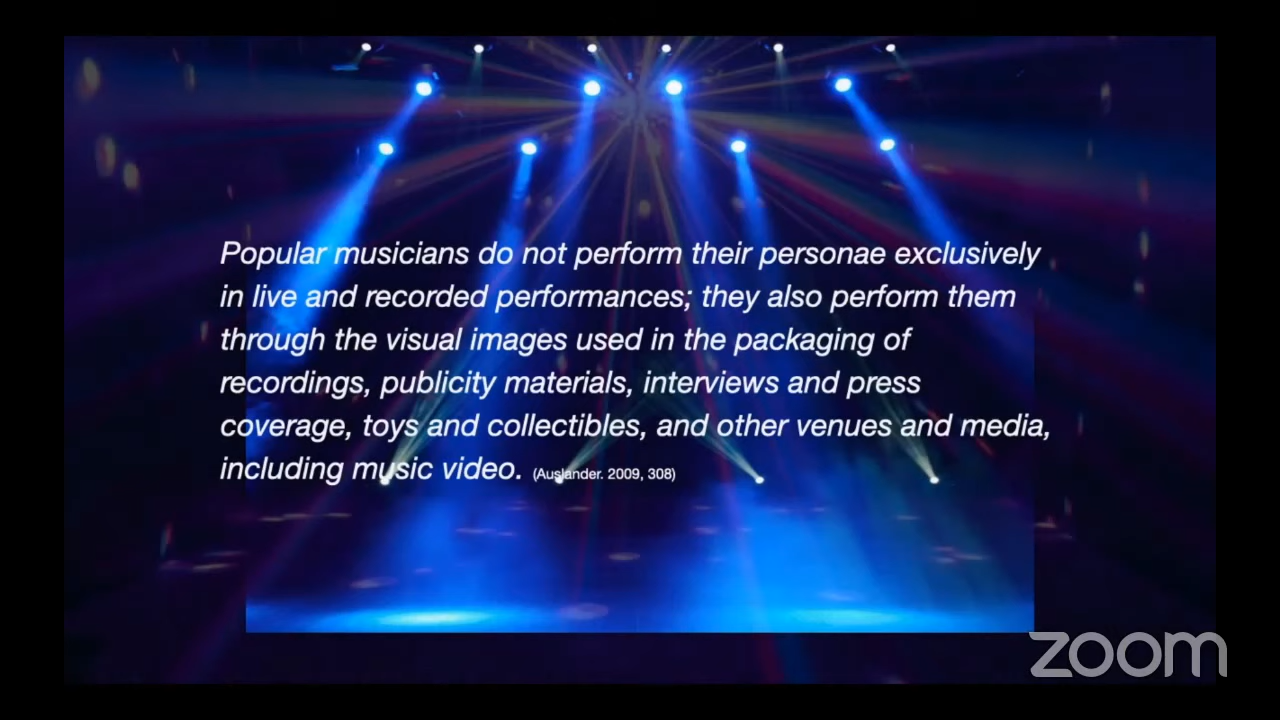 Popular musicians do not perform their personae exclusively
in live and recorded performances; they also perform them
through the visual images used in the packaging of
recordings, publicity materials, interviews and press
coverage, toys and collectibles, and other venues and media,
including music video. (Auslander. 2009, 308)
zoom